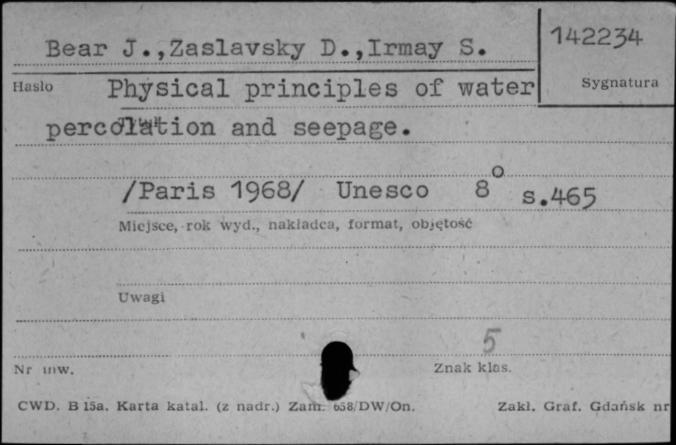 Bear J.,Zaslavsky D.,Irmay S.
142234
Hasło
Physical principles of water
Sygnatura
percolation and seepage.
/Paris 1968/ Unesco 8° s.465
Miejsce, rok wyd., nakładca, format, objętość
Uwagi
5
Nr inw.
Znak klas.
CWD. B 15a. Karta katal. (z nadr.) Zam. 658/DW/On.
Zakł. Graf. Gdańsk nr